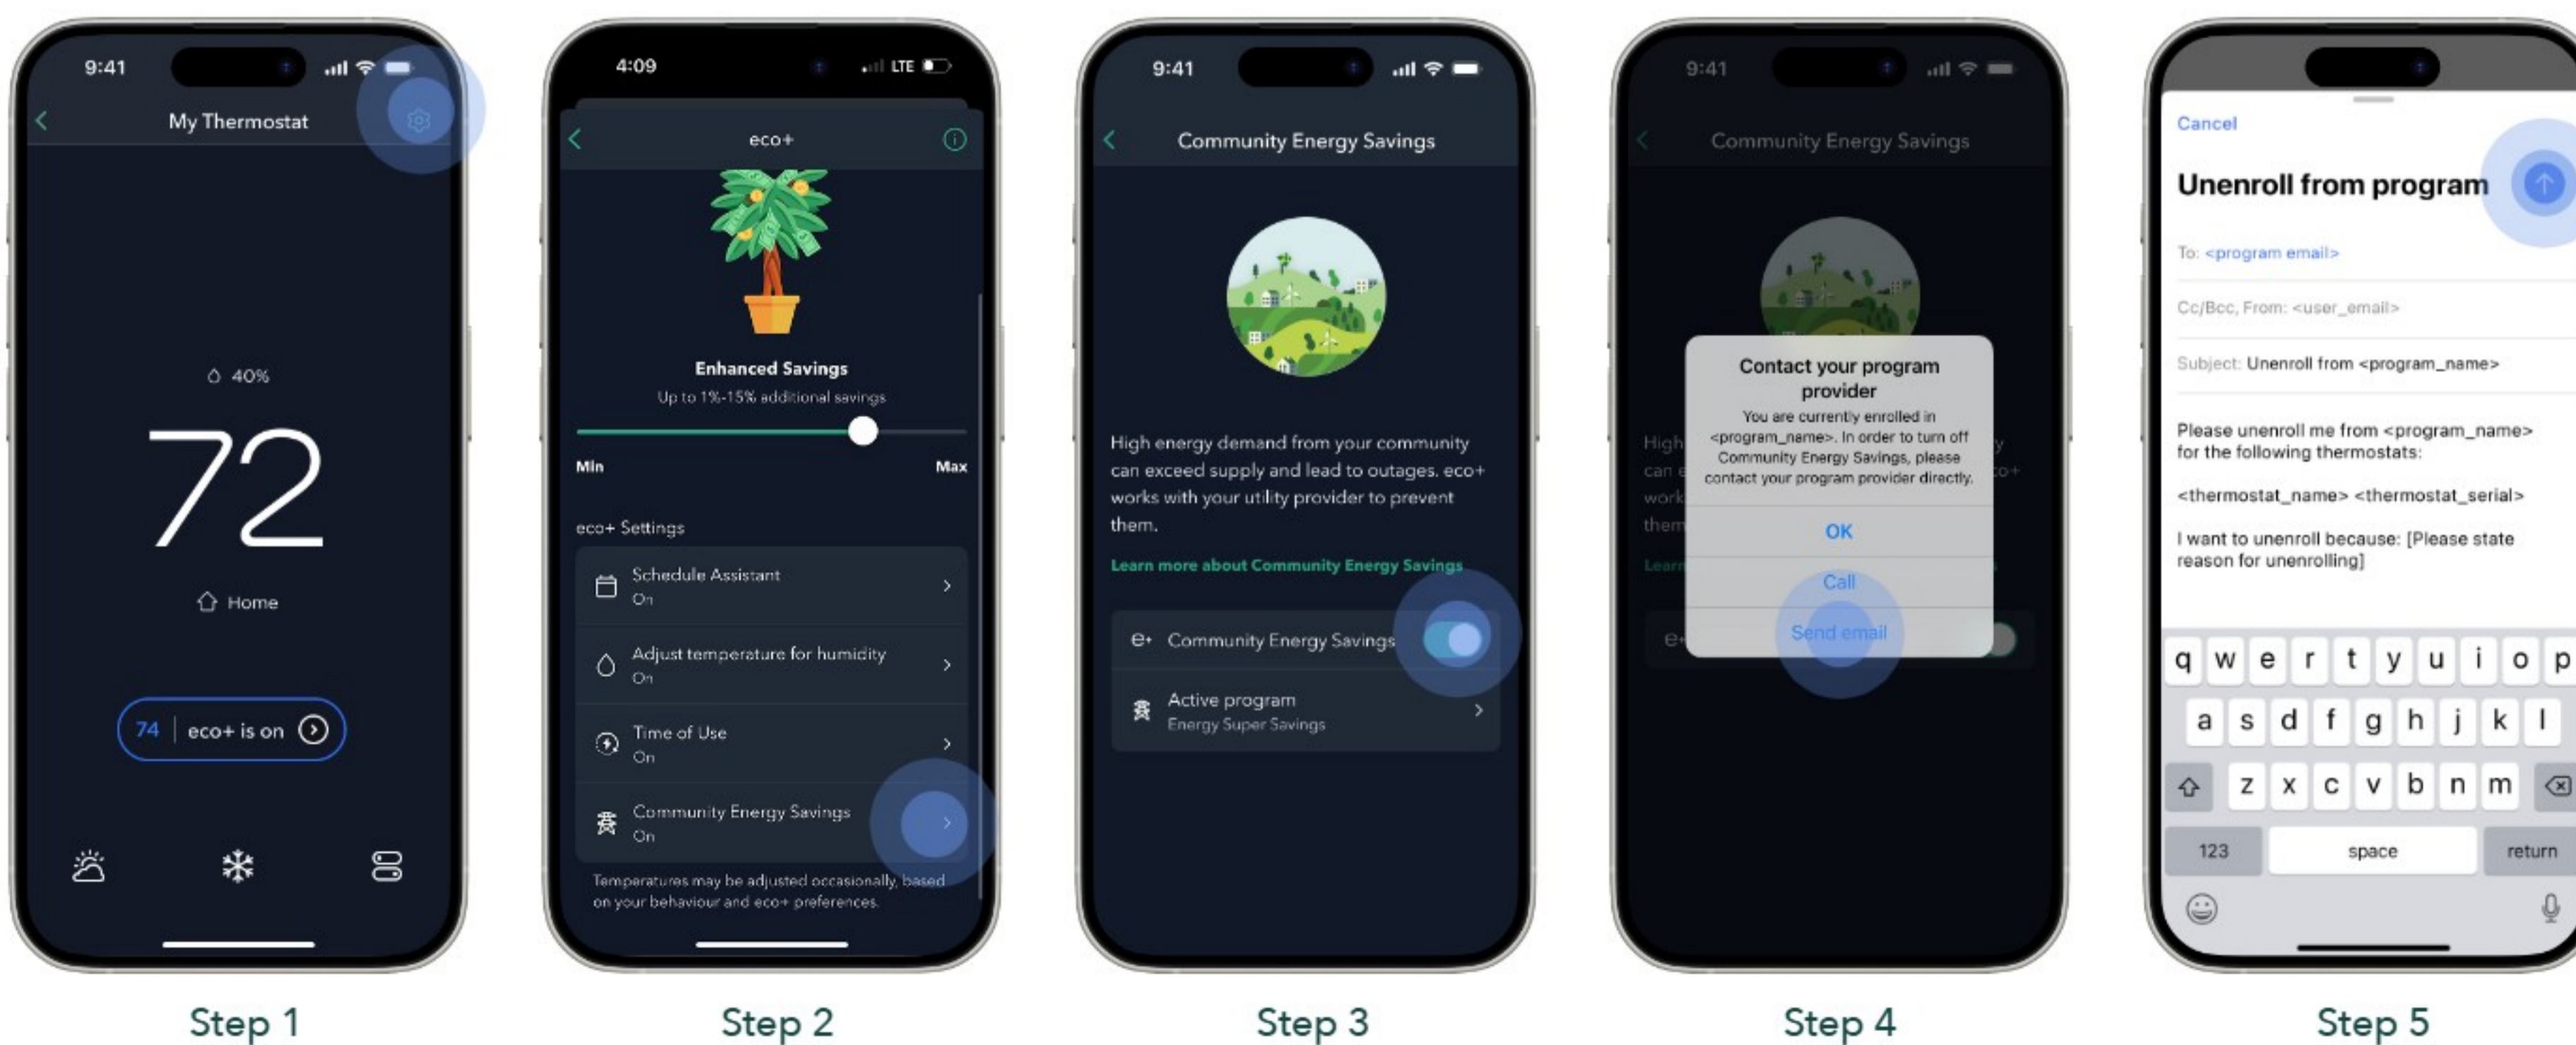 9:41
My Thermostat
40%
72
Home
74 | eco+ is on
Step 1
4:09
LTE
eco+
Enhanced Savings
Up to 1%-15% additional savings
Min Max
eco+ Settings
Schedule Assistant
On
Adjust temperature for humidity
On
Time of Use
On
Community Energy Savings
On
Temperatures may be adjusted occasionally, based
on your behaviour and eco+ preferences.
Step 2
9:41
Community Energy Savings
High energy demand from your community
can exceed supply and lead to outages. eco+
works with your utility provider to prevent
them.
Learn more about Community Energy Savings
e+ Community Energy Savings
Active program
Energy Super Savings
Step 3
9:41
Community Energy Savings
Contact your program
provider
You are currently enrolled in
<program_name>. In order to turn off
Community Energy Savings, please
contact your program provider directly.
OK
Call
Send email
High y
can e co+
work
them
Learn
e+
Step 4
Cancel
Unenroll from program
To: <program email>
Cc/Bcc, From: <user_email>
Subject: Unenroll from <program_name>
Please unenroll me from <program_name>
for the following thermostats:
<thermostat_name> <thermostat_serial>
I want to unenroll because: [Please state
reason for unenrolling]
q w e r t y u i o p
a s d f g h j k l
z x c v b n m
123 space return
Step 5